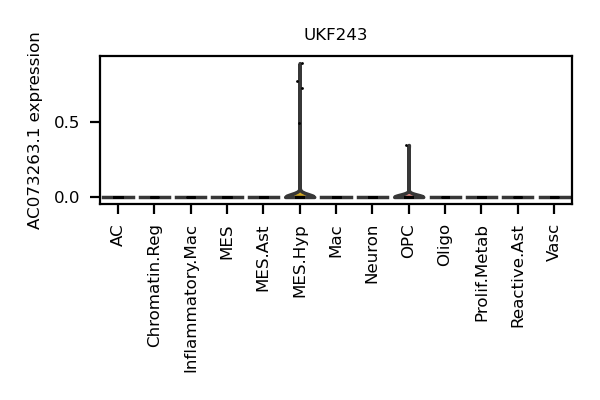 UKF243
AC073263.1 expression
0.5
0.0
AC
Chromatin.Reg
Inflammatory.Mac
MES
MES.Ast
MES.Hyp
Mac
Neuron
OPC
Oligo
Prolif.Metab
Reactive.Ast
Vasc